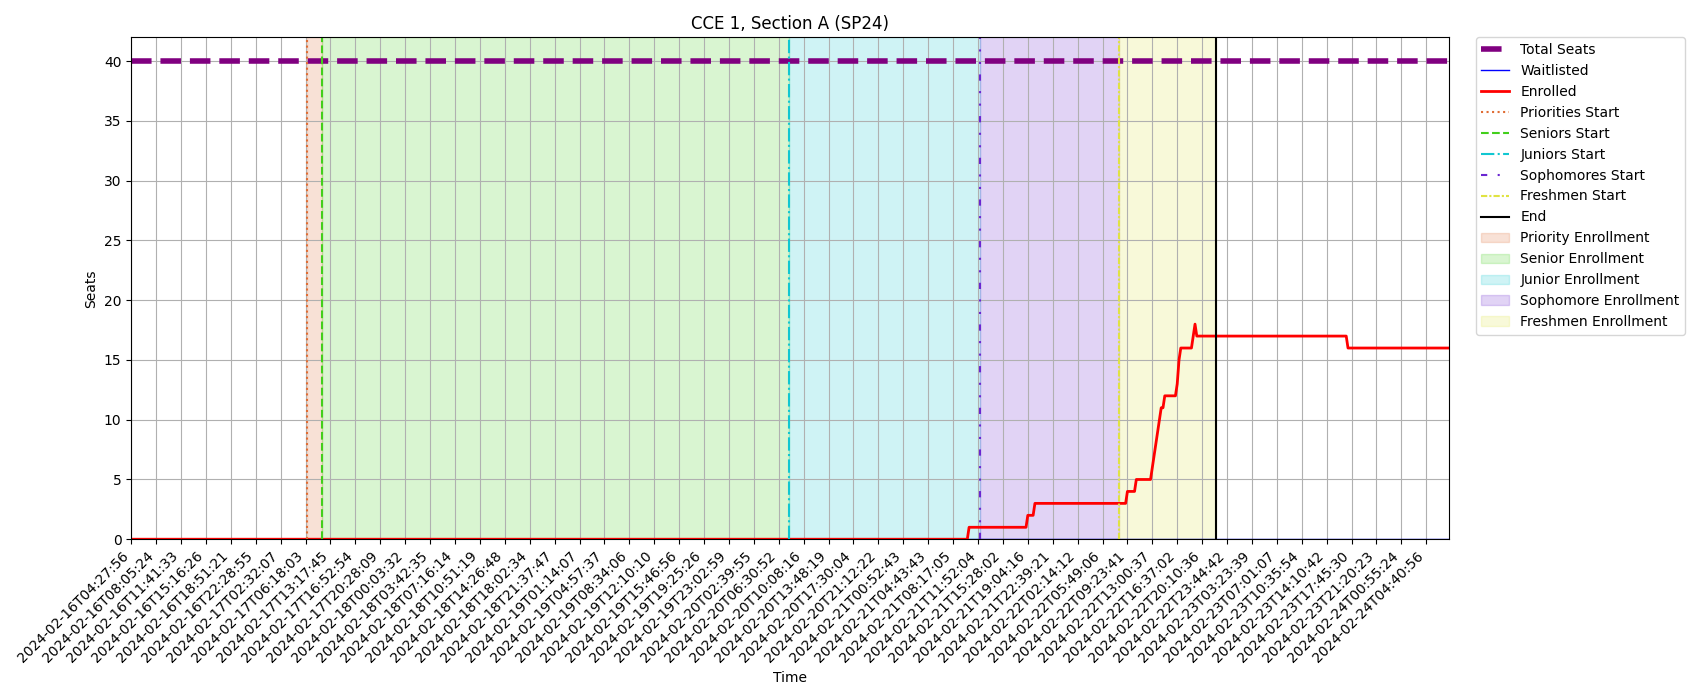 CCE 1, Section A (SP24)
Seats
40
35
30
25
20
15
10
5
0
2024-02-16T04:27:56
2024-02-16T08:05:24
2024-02-16T11:41:33
2024-02-16T15:16:26
2024-02-16T18:51:21
2024-02-16T22:28:55
2024-02-17T02:32:07
2024-02-17T06:18:03
2024-02-17T13:17:45
2024-02-17T16:52:54
2024-02-17T20:28:09
2024-02-18T00:03:32
2024-02-18T03:42:35
2024-02-18T07:16:14
2024-02-18T10:51:19
2024-02-18T14:26:48
2024-02-18T18:02:34
2024-02-18T21:37:47
2024-02-19T01:14:07
2024-02-19T04:57:37
2024-02-19T08:34:06
2024-02-19T12:10:10
2024-02-19T15:46:56
2024-02-19T19:25:26
2024-02-19T23:02:59
2024-02-20T02:39:55
2024-02-20T06:30:52
2024-02-20T10:08:16
2024-02-20T13:48:19
2024-02-20T17:30:04
2024-02-20T21:12:22
2024-02-21T00:52:43
2024-02-21T04:43:43
2024-02-21T08:17:05
2024-02-21T11:52:04
2024-02-21T15:28:02
2024-02-21T19:04:16
2024-02-21T22:39:21
2024-02-22T02:14:12
2024-02-22T05:49:06
2024-02-22T09:23:41
2024-02-22T13:00:37
2024-02-22T16:37:02
2024-02-22T20:10:36
2024-02-22T23:44:42
2024-02-23T03:23:39
2024-02-23T07:01:07
2024-02-23T10:35:54
2024-02-23T14:10:42
2024-02-23T17:45:30
2024-02-23T21:20:23
2024-02-24T00:55:24
2024-02-24T04:40:56
Time
Total Seats
Waitlisted
Enrolled
Priorities Start
Seniors Start
Juniors Start
Sophomores Start
Freshmen Start
End
Priority Enrollment
Senior Enrollment
Junior Enrollment
Sophomore Enrollment
Freshmen Enrollment